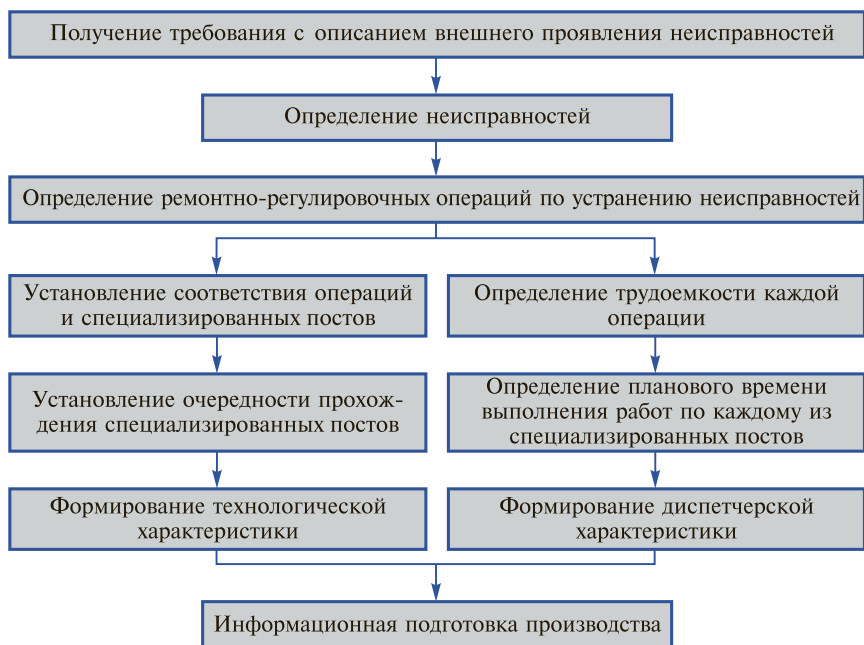 Получение требования с описанием внешнего проявления неисправностей
Определение неисправностей
Определение ремонтно-регулировочных операций по устранению неисправностей
Установление соответствия операций
и специализированных постов
Определение трудоемкости каждой
операции
Установление очередности прохож-
дения специализированных постов
Определение планового времени
выполнения работ по каждому из
специализированных постов
Формирование технологической
характеристики
Формирование диспетчерской
характеристики
Информационная подготовка производства